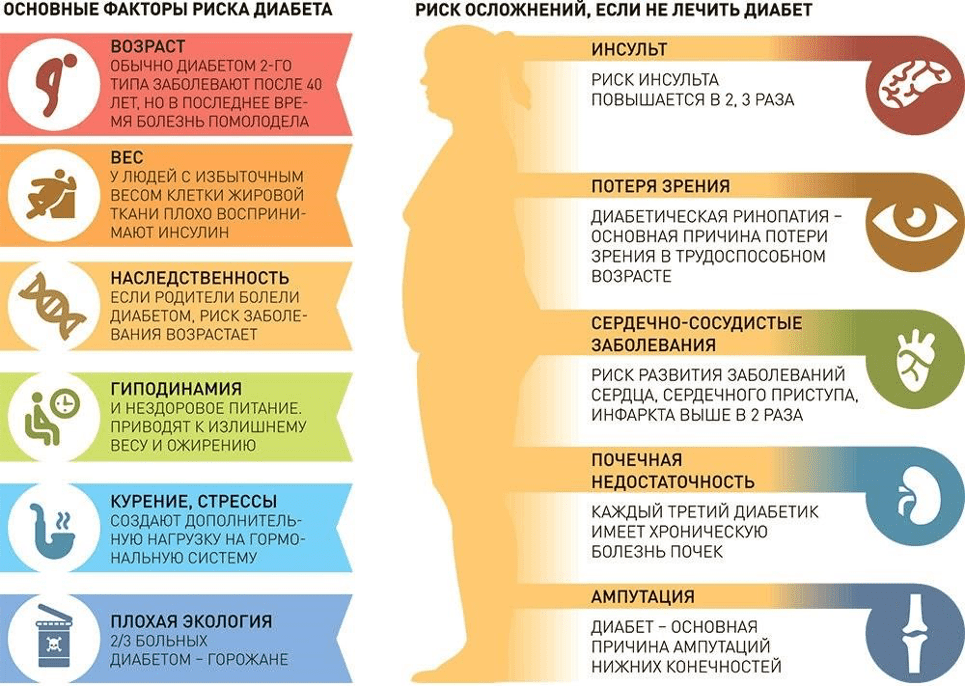 ОСНОВНЫЕ ФАКТОРЫ РИСКА ДИАБЕТА
ВОЗРАСТ
ОБЫЧНО ДИАБЕТОМ 2-ГО
ТИПА ЗАБОЛЕВАЮТ ПОСЛЕ 40
ЛЕТ, НО В ПОСЛЕДНЕЕ ВРЕ-
МЯ БОЛЕЗНЬ ПОМОЛОДЕЛА
ВЕС
У ЛЮДЕЙ С ИЗБЫТОЧНЫМ
ВЕСОМ КЛЕТКИ ЖИРОВОЙ
ТКАНИ ПЛОХО ВОСПРИНИ-
МАЮТ ИНСУЛИН
НАСЛЕДСТВЕННОСТЬ
ЕСЛИ РОДИТЕЛИ БОЛЕЛИ
ДИАБЕТОМ, РИСК ЗАБОЛЕ-
ВАНИЯ ВОЗРАСТАЕТ
ГИПОДИНАМИЯ
И НЕЗДОРОВОЕ ПИТАНИЕ.
ПРИВОДЯТ К ИЗЛИШНЕМУ
ВЕСУ И ОЖИРЕНИЮ
КУРЕНИЕ, СТРЕССЫ
СОЗДАЮТ ДОПОЛНИТЕЛЬ-
НУЮ НАГРУЗКУ НА ГОРМО-
НАЛЬНУЮ СИСТЕМУ
ПЛОХАЯ ЭКОЛОГИЯ
2/3 БОЛЬНЫХ
ДИАБЕТОМ – ГОРОЖАНЕ
РИСК ОСЛОЖНЕНИЙ, ЕСЛИ НЕ ЛЕЧИТЬ ДИАБЕТ
ИНСУЛЬТ
РИСК ИНСУЛЬТА
ПОВЫШАЕТСЯ В 2, 3 РАЗА
ПОТЕРЯ ЗРЕНИЯ
ДИАБЕТИЧЕСКАЯ РИНОПАТИЯ –
ОСНОВНАЯ ПРИЧИНА ПОТЕРИ
ЗРЕНИЯ В ТРУДОСПОСОБНОМ
ВОЗРАСТЕ
СЕРДЕЧНО-СОСУДИСТЫЕ
ЗАБОЛЕВАНИЯ
РИСК РАЗВИТИЯ ЗАБОЛЕВАНИЙ
СЕРДЦА, СЕРДЕЧНОГО ПРИСТУПА,
ИНФАРКТА ВЫШЕ В 2 РАЗА
ПОЧЕЧНАЯ
НЕДОСТАТОЧНОСТЬ
КАЖДЫЙ ТРЕТИЙ ДИАБЕТИК
ИМЕЕТ ХРОНИЧЕСКУЮ
БОЛЕЗНЬ ПОЧЕК
АМПУТАЦИЯ
ДИАБЕТ – ОСНОВНАЯ
ПРИЧИНА АМПУТАЦИЙ
НИЖНИХ КОНЕЧНОСТЕЙ